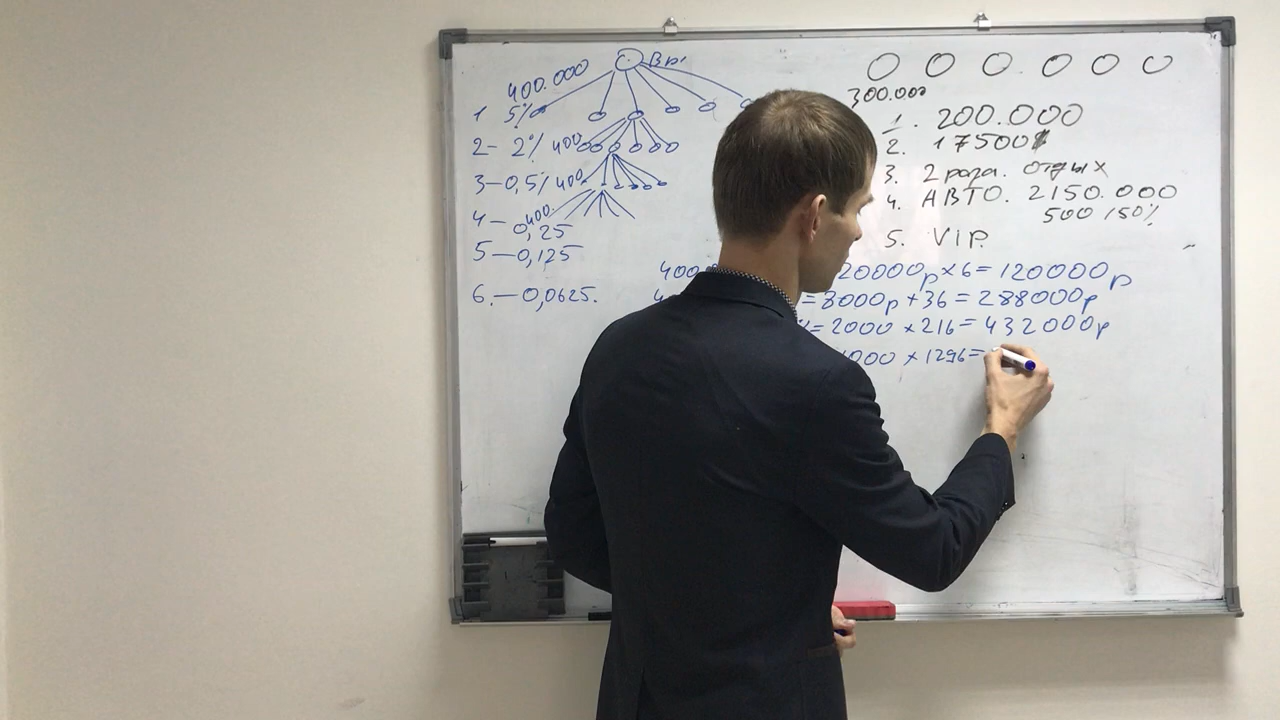 400.000
1 5%
2- 2% 400
3-0,5% 400.
400.
4- 0,25
5-0,125
6.-0,0625.
300.000
1. 200.000
2. 17500
3. 2 раза. отдых
4. АВТО. 2150.000
500 150%
5. VIP.
400 20000р×6=120000р
=8000р+36=288000р
=2000×216=432000р
1000×1296=